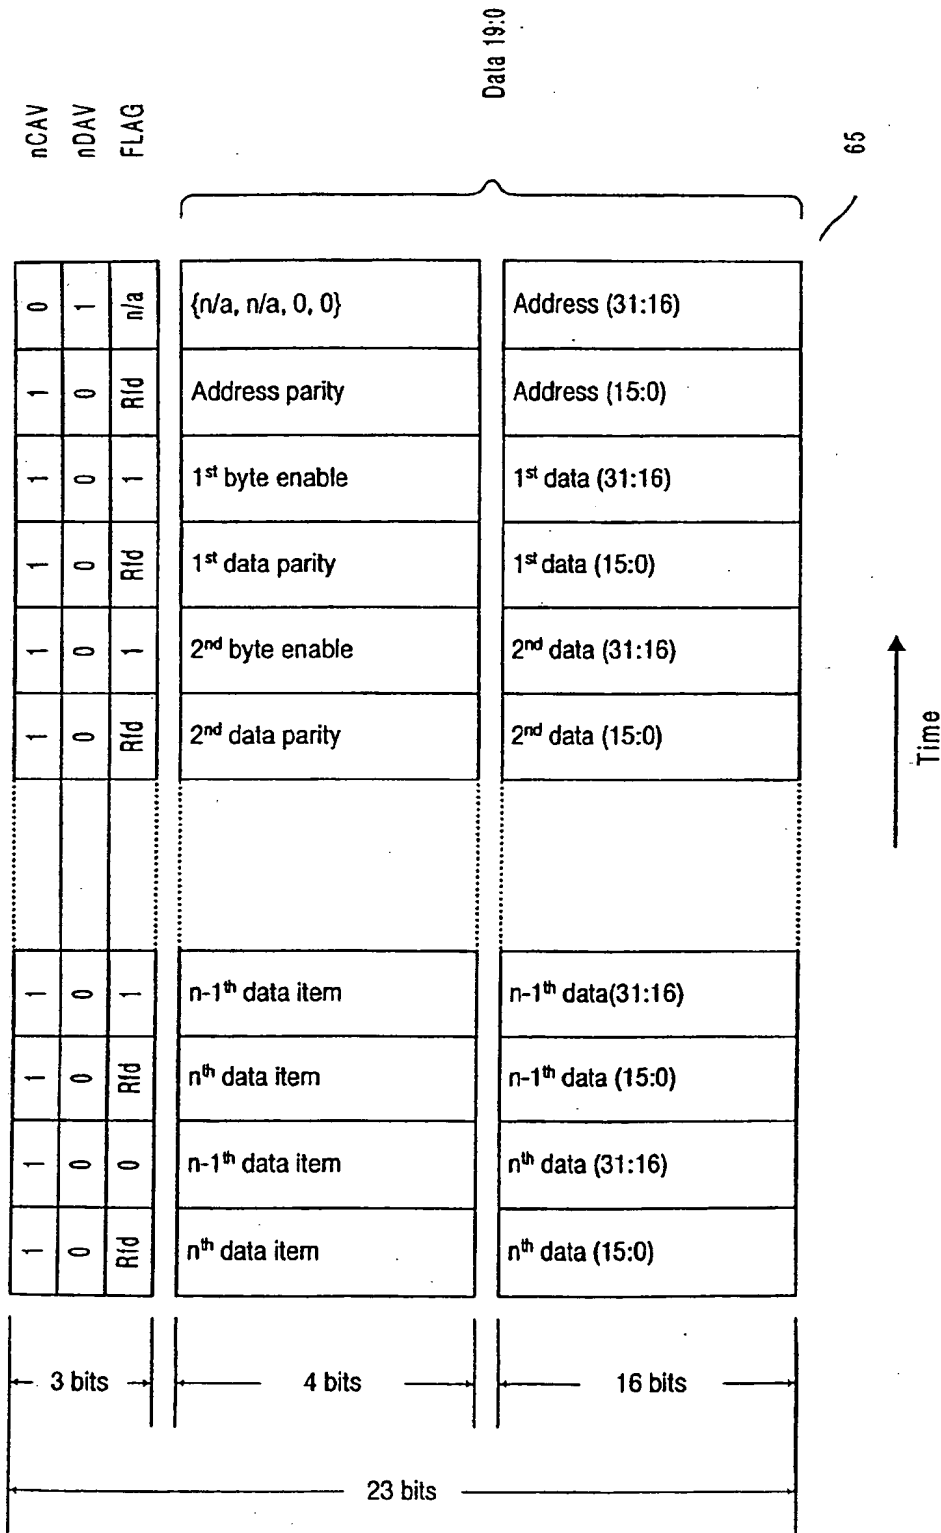 Data 19:0
nCAV
nDAV
FLAG
65
0 1 n/a {n/a, n/a, 0, 0} Address (31:16)
1 0 Rfd Address parity Address (15:0)
1 0 1 1st byte enable 1st data (31:16)
1 0 Rfd 1st data parity 1st data (15:0)
1 0 1 2nd byte enable 2nd data (31:16)
1 0 Rfd 2nd data parity 2nd data (15:0)
Time
1 0 1 n-1th data item n-1th data(31:16)
1 0 Rfd nth data item n-1th data (15:0)
1 0 0 n-1th data item nth data (31:16)
1 0 Rfd nth data item nth data (15:0)
3 bits 4 bits 16 bits
23 bits